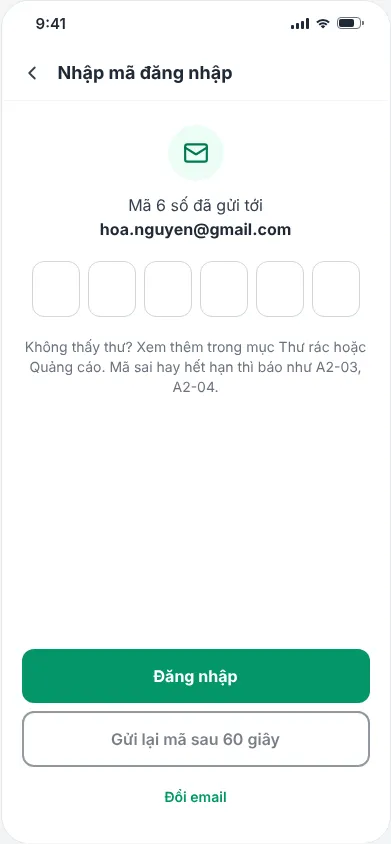 9:41
Nhập mã đăng nhập
Mã 6 số đã gửi tới
hoa.nguyen@gmail.com
Không thấy thư? Xem thêm trong mục Thư rác hoặc
Quảng cáo. Mã sai hay hết hạn thì báo như A2-03,
A2-04.
Đăng nhập
Gửi lại mã sau 60 giây
Đổi email